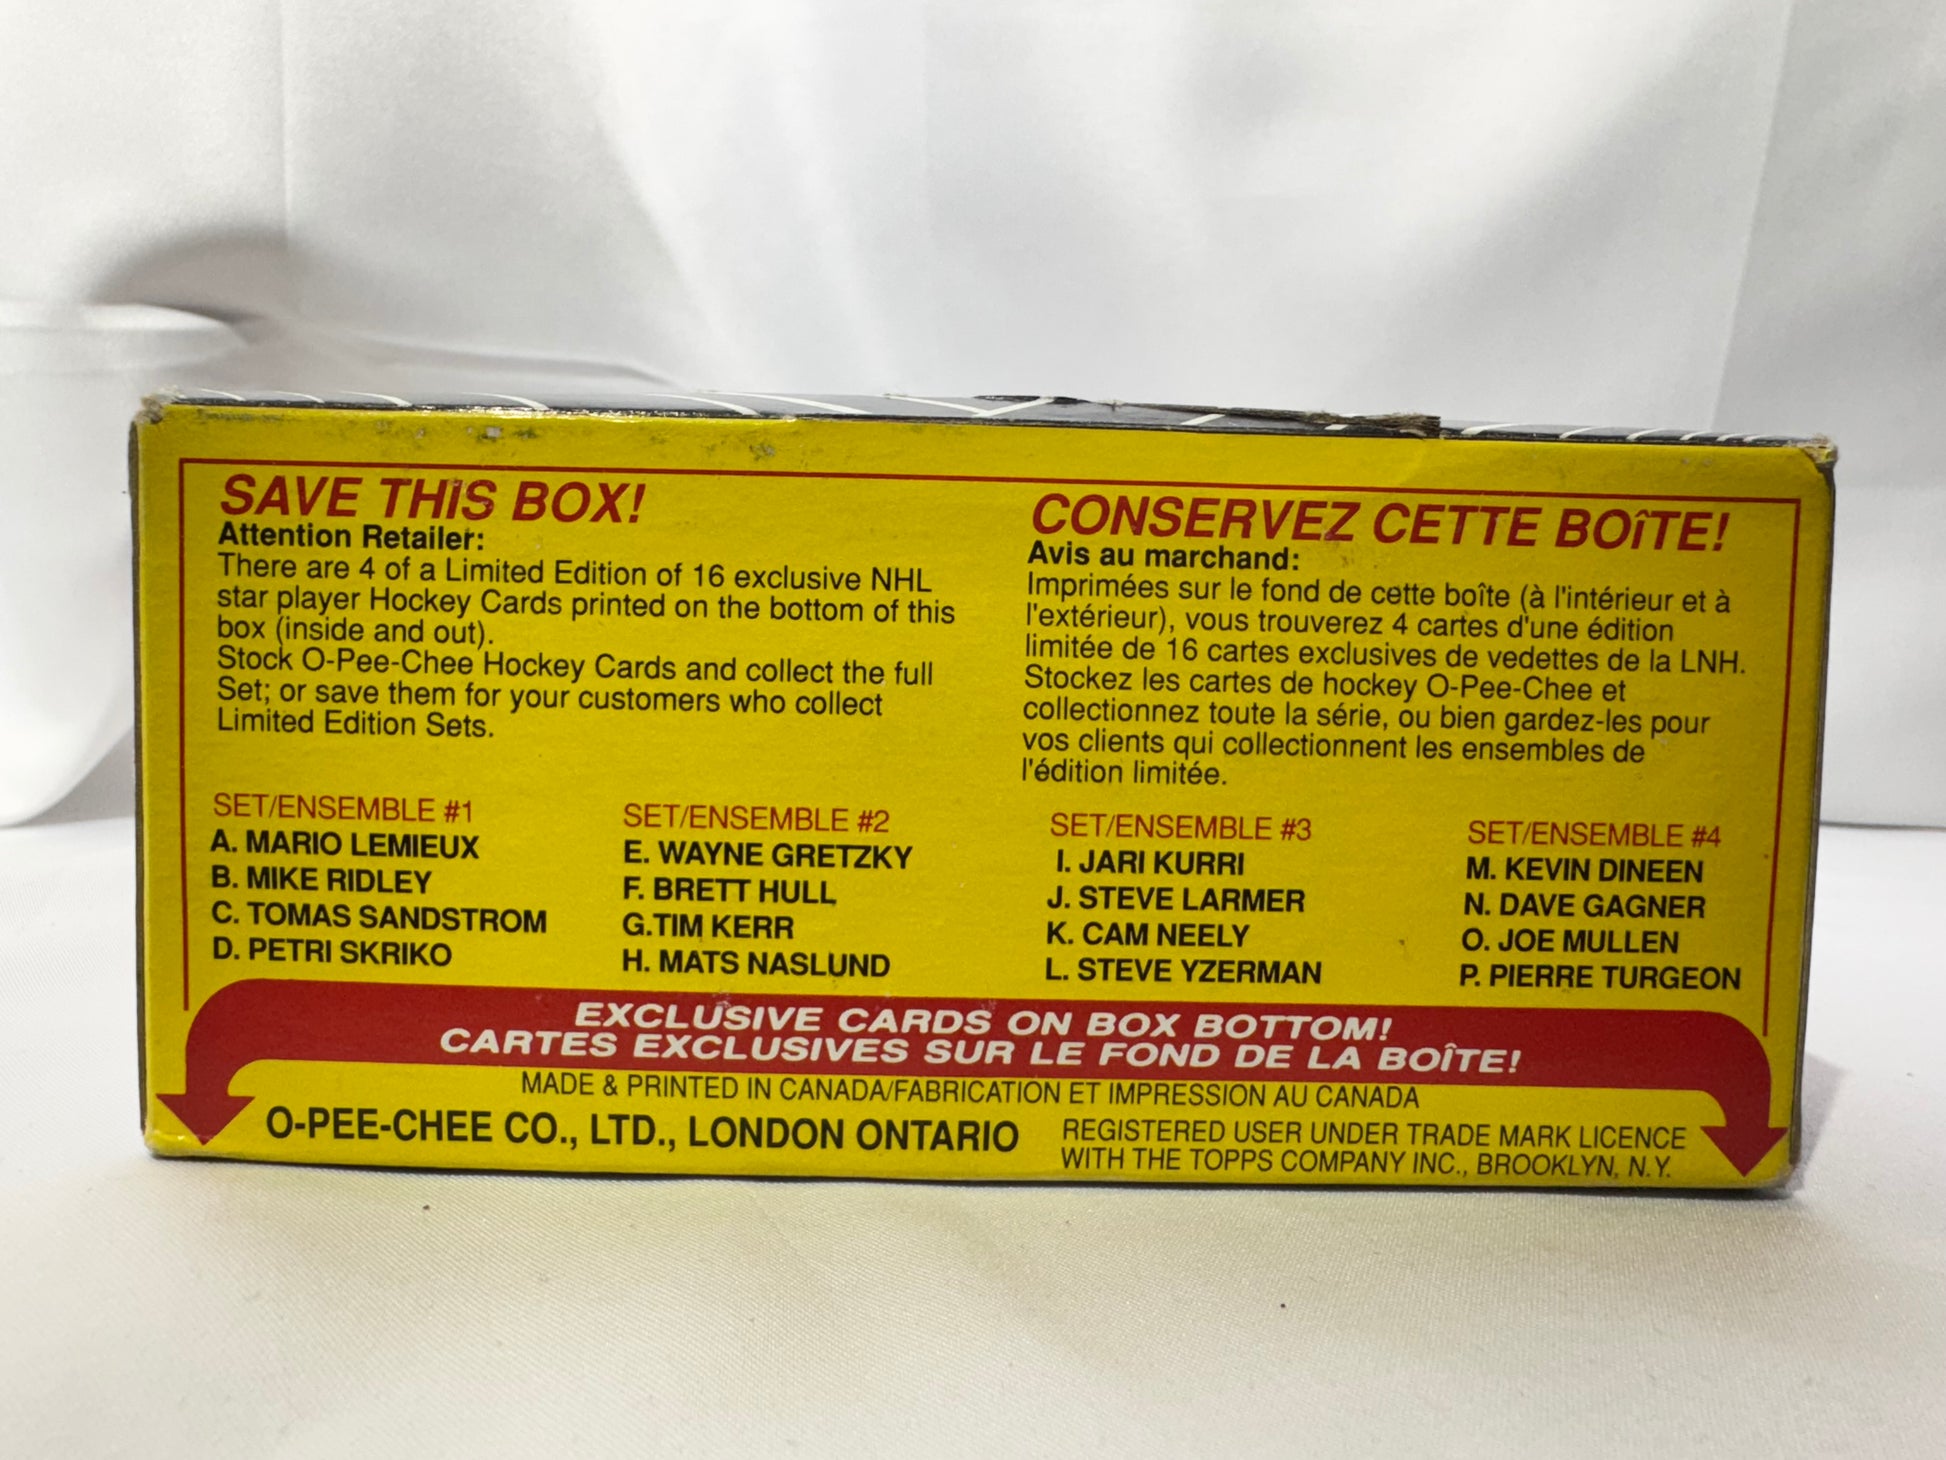 SAVE THIS BOX!
Attention Retailer:
There are 4 of a Limited Edition of 16 exclusive NHL
star player Hockey Cards printed on the bottom of this
box (inside and out).
Stock O-Pee-Chee Hockey Cards and collect the full
Set; or save them for your customers who collect
Limited Edition Sets.
CONSERVEZ CETTE BOîTE!
Avis au marchand:
Imprimées sur le fond de cette boîte (à l'intérieur et à
l'extérieur), vous trouverez 4 cartes d'une édition
limitée de 16 cartes exclusives de vedettes de la LNH.
Stockez les cartes de hockey O-Pee-Chee et
collectionnez toute la série, ou bien gardez-les pour
vos clients qui collectionnent les ensembles de
l'édition limitée.
SET/ENSEMBLE #1
A. MARIO LEMIEUX
B. MIKE RIDLEY
C. TOMAS SANDSTROM
D. PETRI SKRIKO
SET/ENSEMBLE #2
E. WAYNE GRETZKY
F. BRETT HULL
G.TIM KERR
H. MATS NASLUND
SET/ENSEMBLE #3
I. JARI KURRI
J. STEVE LARMER
K. CAM NEELY
L. STEVE YZERMAN
SET/ENSEMBLE #4
M. KEVIN DINEEN
N. DAVE GAGNER
O. JOE MULLEN
P. PIERRE TURGEON
EXCLUSIVE CARDS ON BOX BOTTOM!
CARTES EXCLUSIVES SUR LE FOND DE LA BOÎTE!
MADE & PRINTED IN CANADA/FABRICATION ET IMPRESSION AU CANADA
O-PEE-CHEE CO., LTD., LONDON ONTARIO
REGISTERED USER UNDER TRADE MARK LICENCE
WITH THE TOPPS COMPANY INC., BROOKLYN, N.Y.